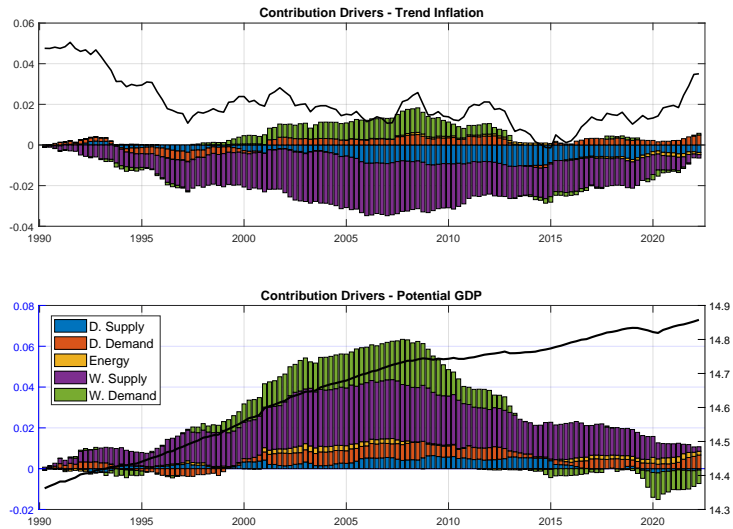 Contribution Drivers - Trend Inflation
0.06
0.04
0.02
0
-0.02
-0.04
1990 1995 2000 2005 2010 2015 2020
Contribution Drivers - Potential GDP
0.08 14.9
D. Supply
14.8
0.06
D. Demand
14.7
Energy
0.04
W. Supply
14.6
W. Demand
0.02
14.5
0 14.4
-0.02 14.3
1990 1995 2000 2005 2010 2015 2020